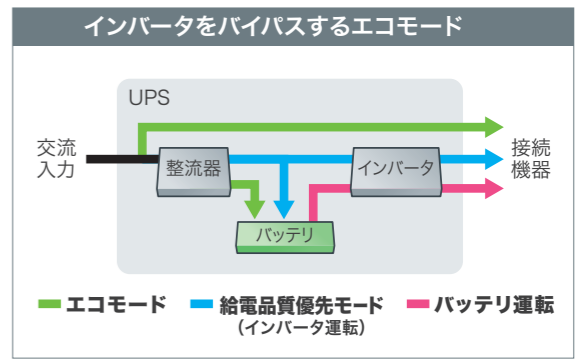 インバータをバイパスするエコモード
UPS
交流
入力
整流器
インバータ
接続
機器
バッテリ
エコモード
給電品質優先モード
(インバータ運転)
バッテリ運転